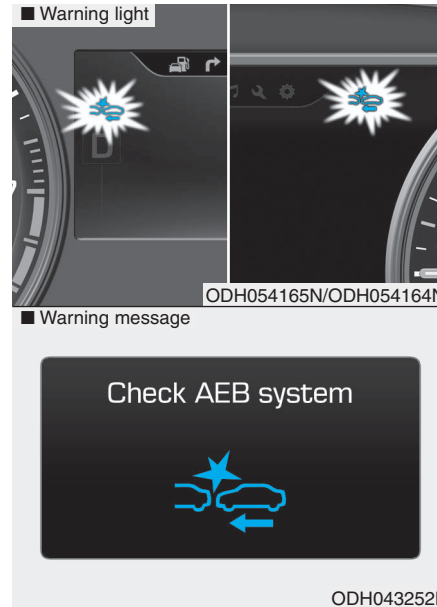 ■ Warning light
D
ODH054165N/ODH054164N
■ Warning message
Check AEB system
ODH043252